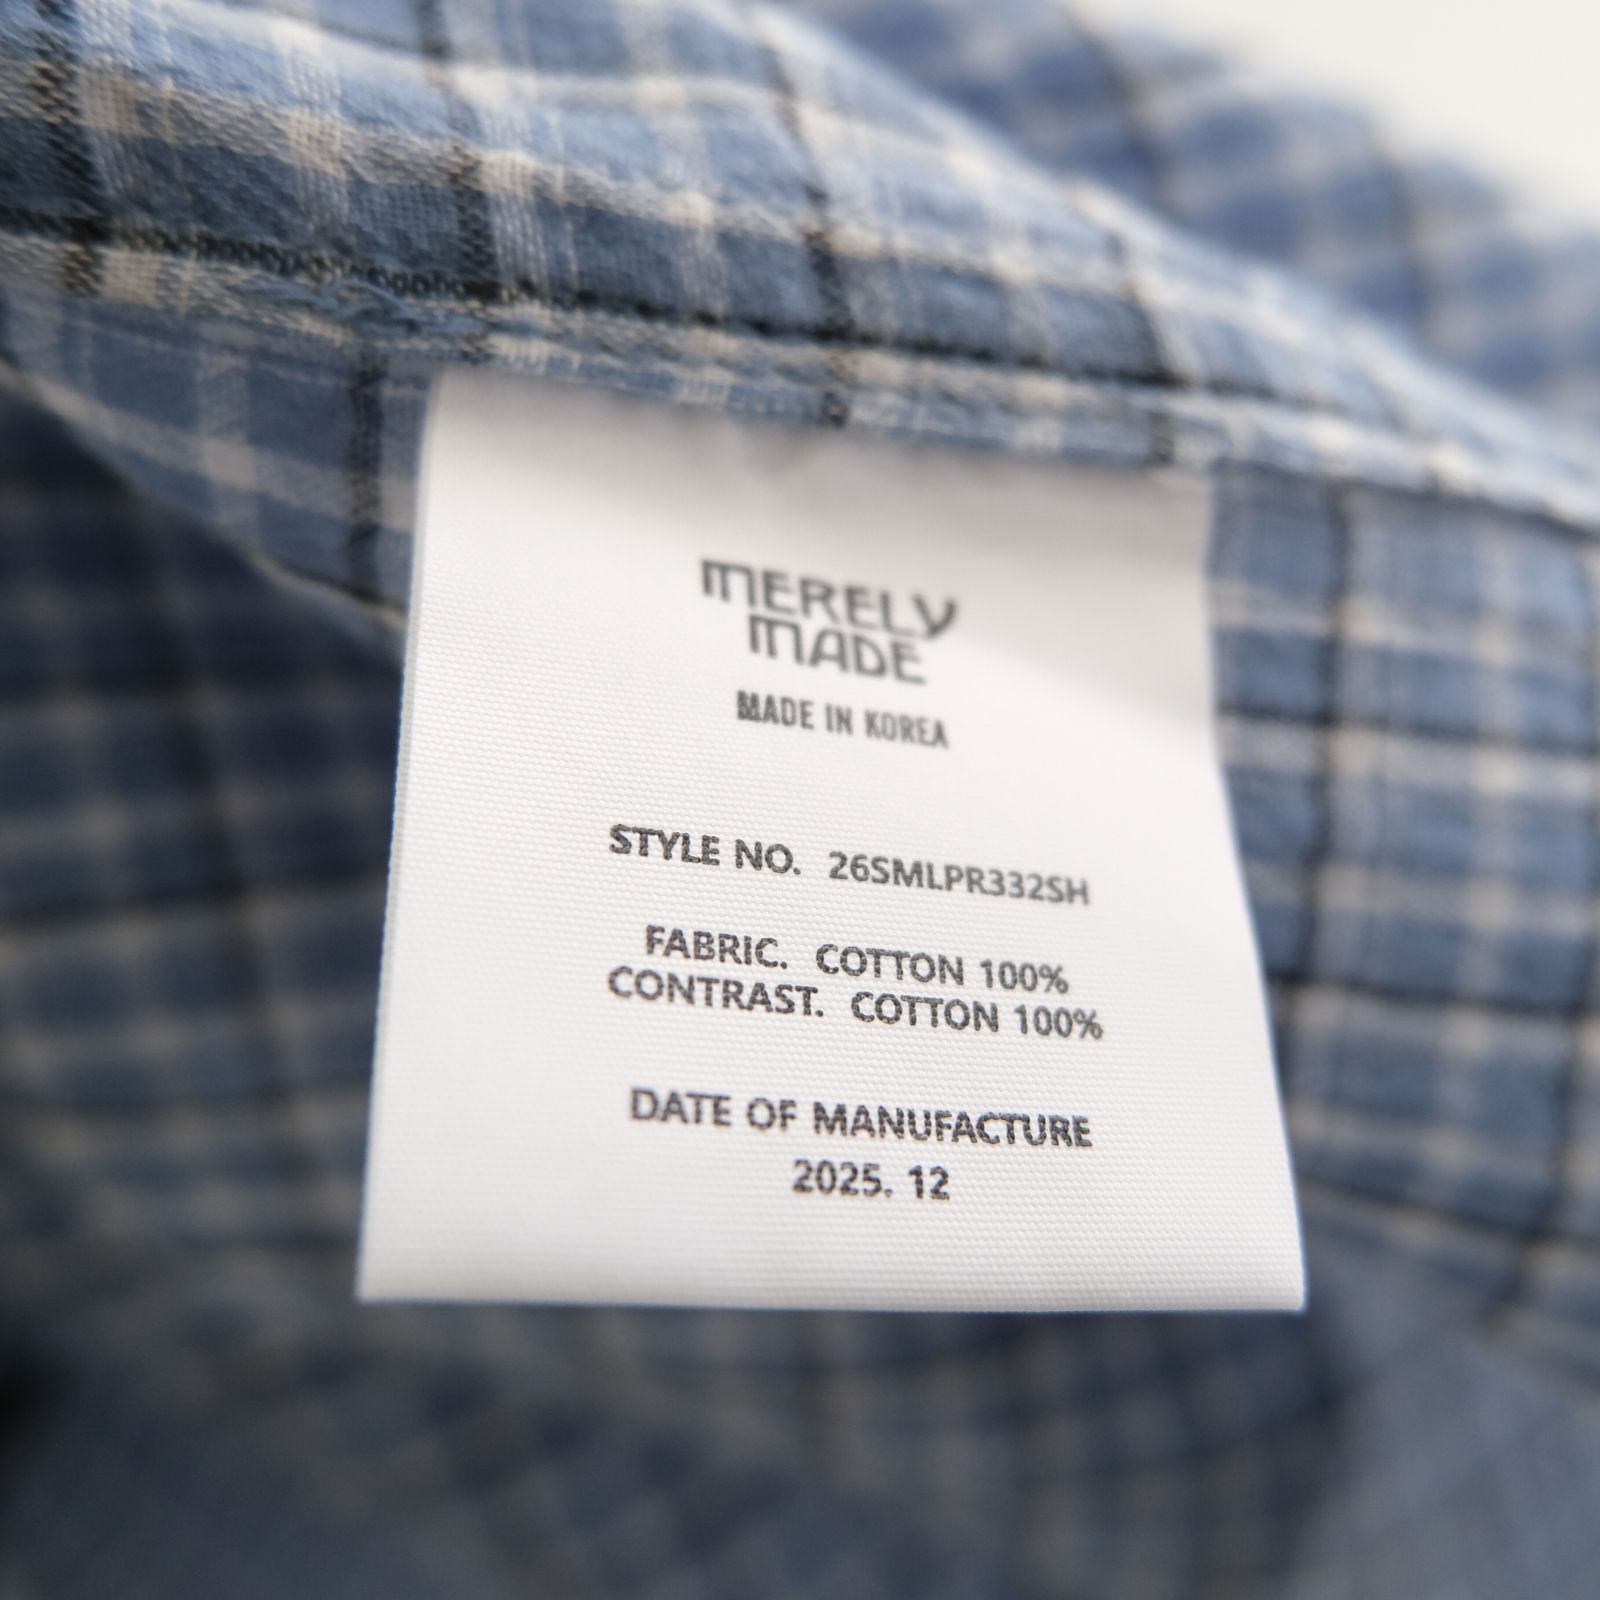 MERELY
MADE
MADE IN KOREA
STYLE NO. 26SMLPR332SH
FABRIC. COTTON 100%
CONTRAST. COTTON 100%
DATE OF MANUFACTURE
2025. 12